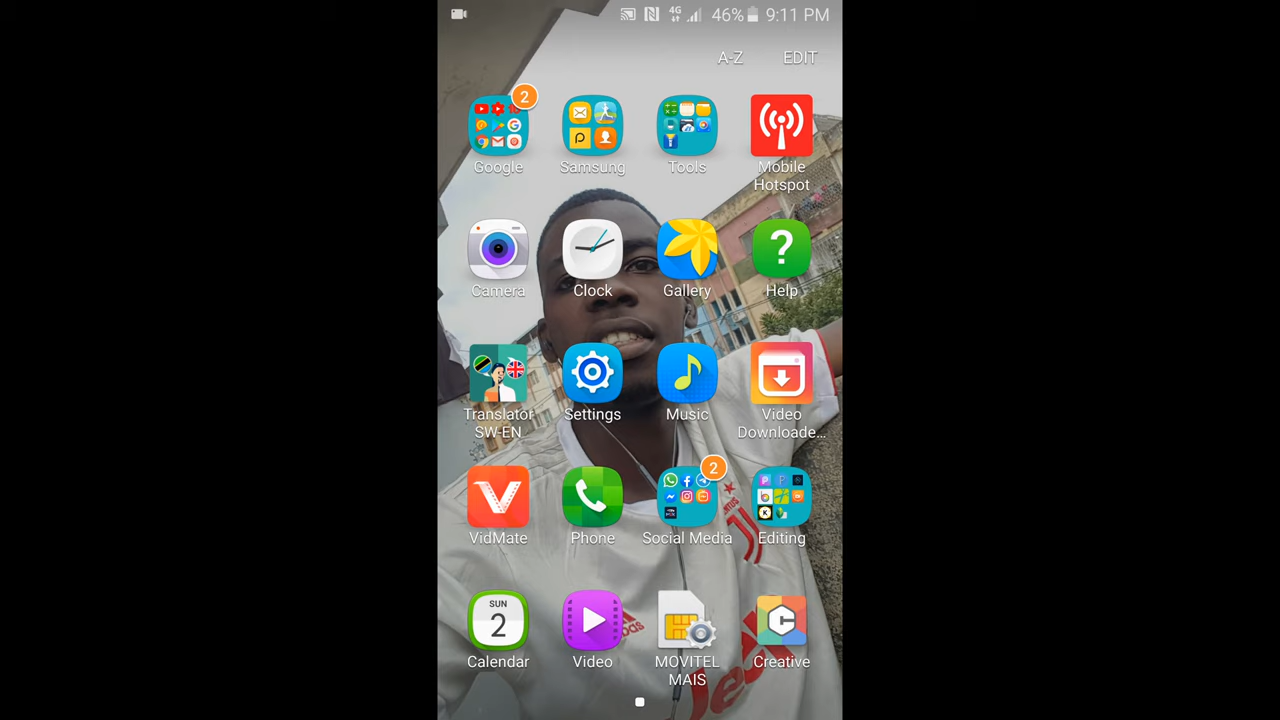 46% 9:11 PM
A-Z EDIT
2
Google Samsung Tools Mobile Hotspot
Camera Clock Gallery Help
Translator SW-EN Settings Music Video Downloade...
2
VidMate Phone Social Media Editing
SUN
2
Calendar Video MOVITEL MAIS Creative
Jeep